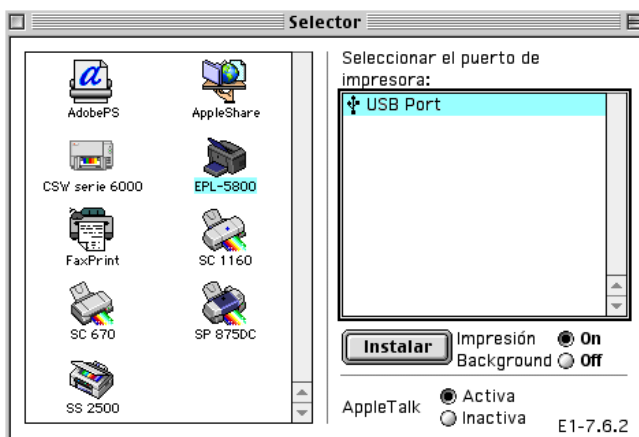 Selector
AdobePS
AppleShare
CSW serie 6000
EPL-5800
FaxPrint
SC 1160
SC 670
SP 875DC
SS 2500
Seleccionar el puerto de
impresora:
USB Port
Instalar
Impresión
Background
On
Off
AppleTalk
Activa
Inactiva
E1-7.6.2